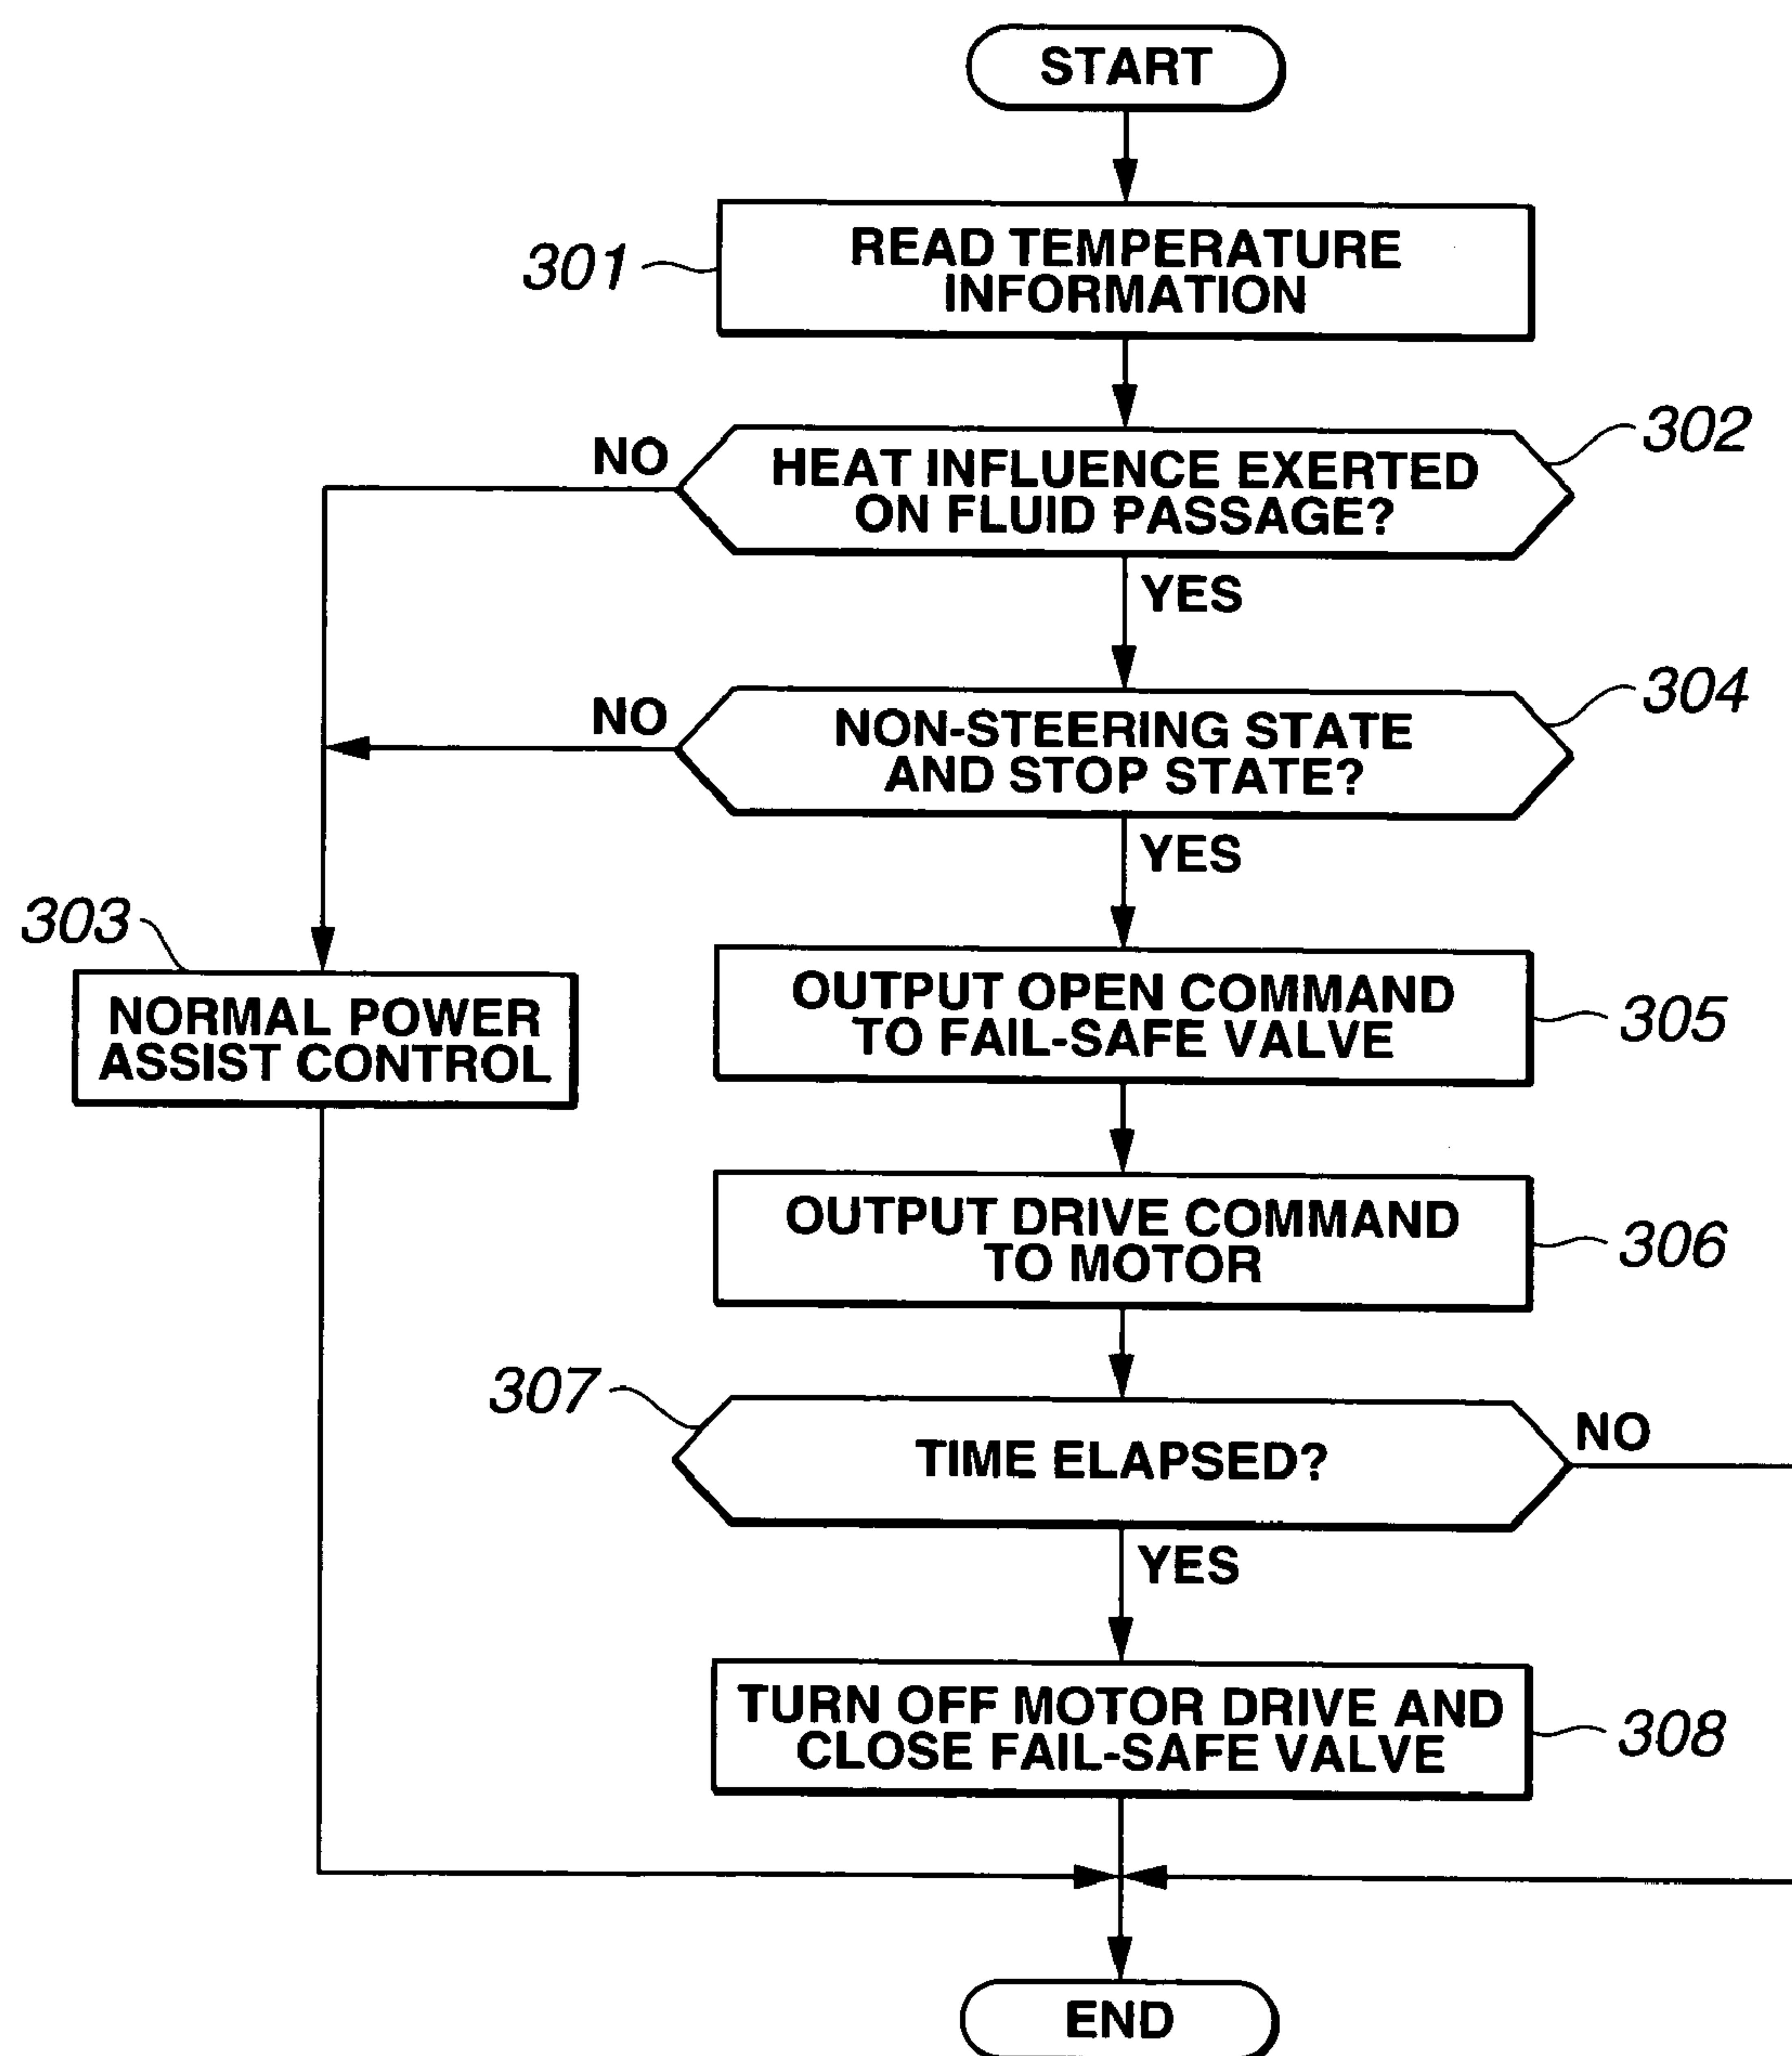 START
301
READ TEMPERATURE
INFORMATION
302
NO
HEAT INFLUENCE EXERTED
ON FLUID PASSAGE?
YES
304
NO
NON-STEERING STATE
AND STOP STATE?
YES
303
NORMAL POWER
ASSIST CONTROL
OUTPUT OPEN COMMAND
TO FAIL-SAFE VALVE
305
OUTPUT DRIVE COMMAND
TO MOTOR
306
307
TIME ELAPSED?
NO
YES
TURN OFF MOTOR DRIVE AND
CLOSE FAIL-SAFE VALVE
308
END